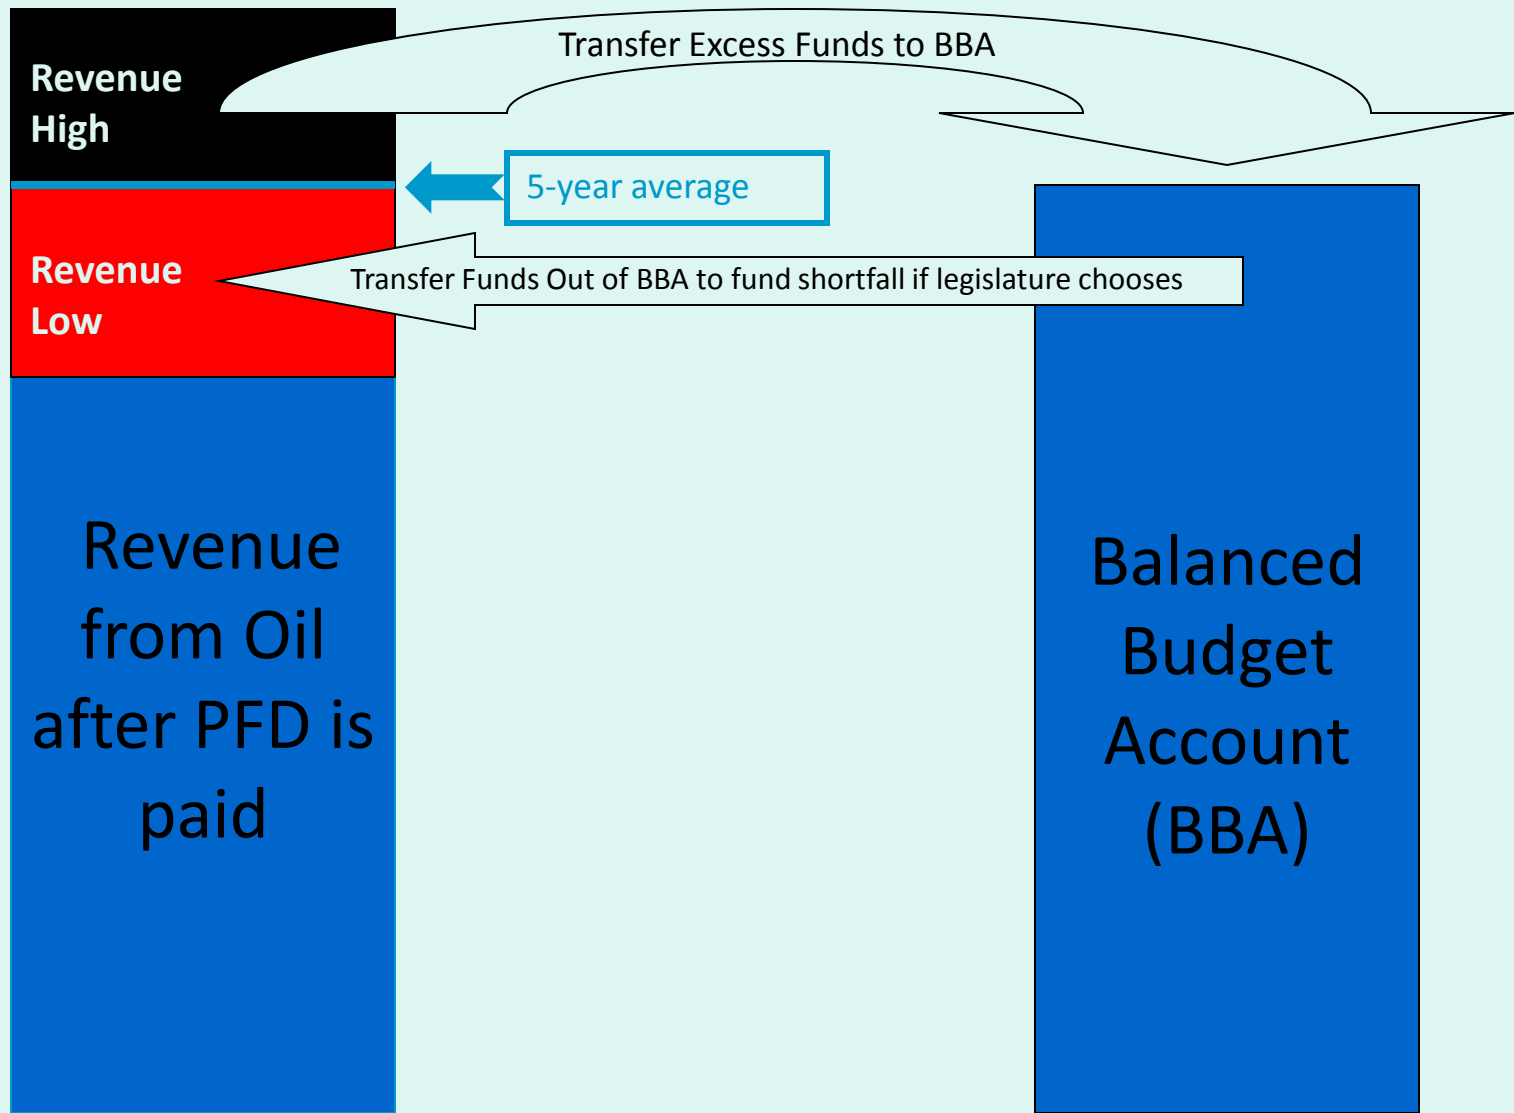 Transfer Excess Funds to BBA
Revenue
High
5-year average
Revenue
Low
Transfer Funds Out of BBA to fund shortfall if legislature chooses
Revenue
from Oil
after PFD is
paid
Balanced
Budget
Account
(BBA)